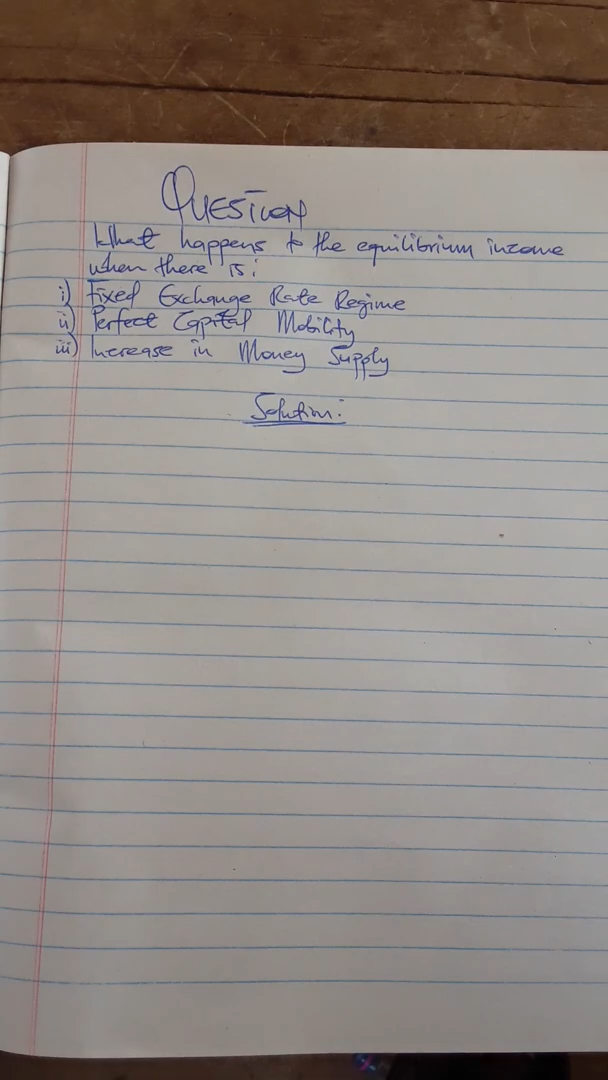 QUESTION
What happens to the equilibrium income
when there is:
i) Fixed Exchange Rate Regime
ii) Perfect Capital Mobility
iii) Increase in Money Supply
Solution: